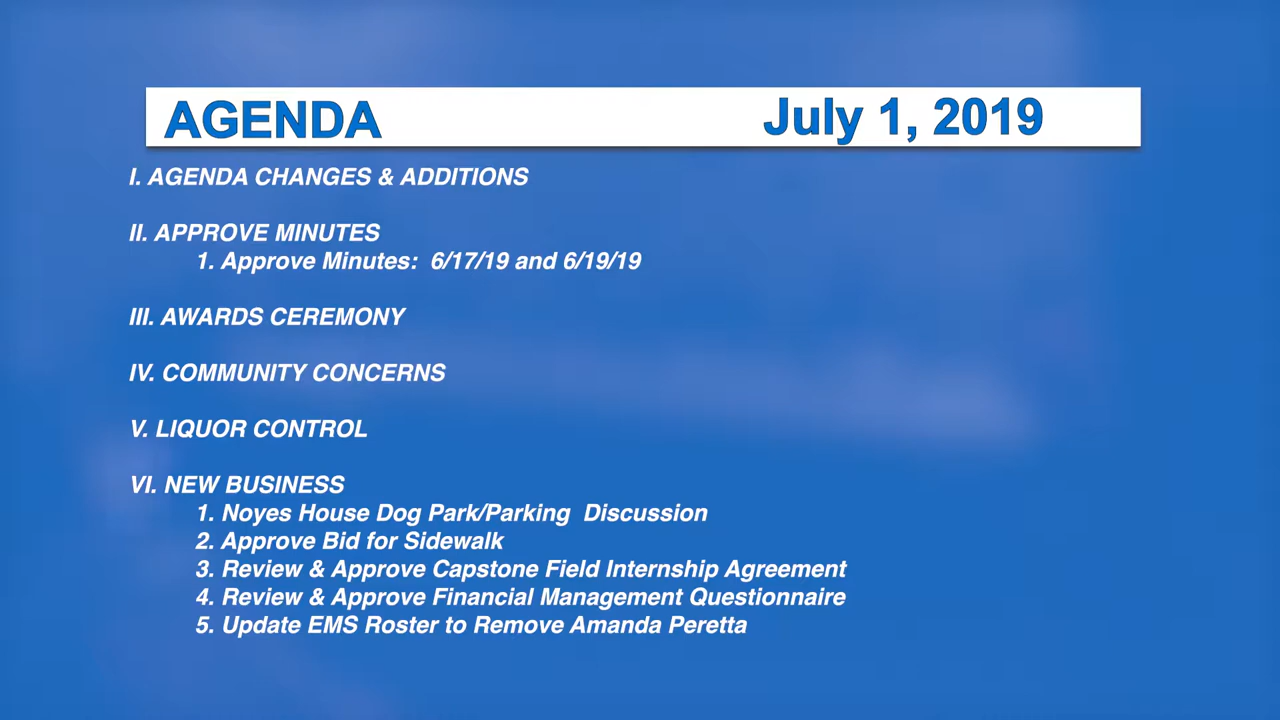 AGENDA July 1, 2019
I. AGENDA CHANGES & ADDITIONS
II. APPROVE MINUTES
1. Approve Minutes: 6/17/19 and 6/19/19
III. AWARDS CEREMONY
IV. COMMUNITY CONCERNS
V. LIQUOR CONTROL
VI. NEW BUSINESS
1. Noyes House Dog Park/Parking Discussion
2. Approve Bid for Sidewalk
3. Review & Approve Capstone Field Internship Agreement
4. Review & Approve Financial Management Questionnaire
5. Update EMS Roster to Remove Amanda Peretta